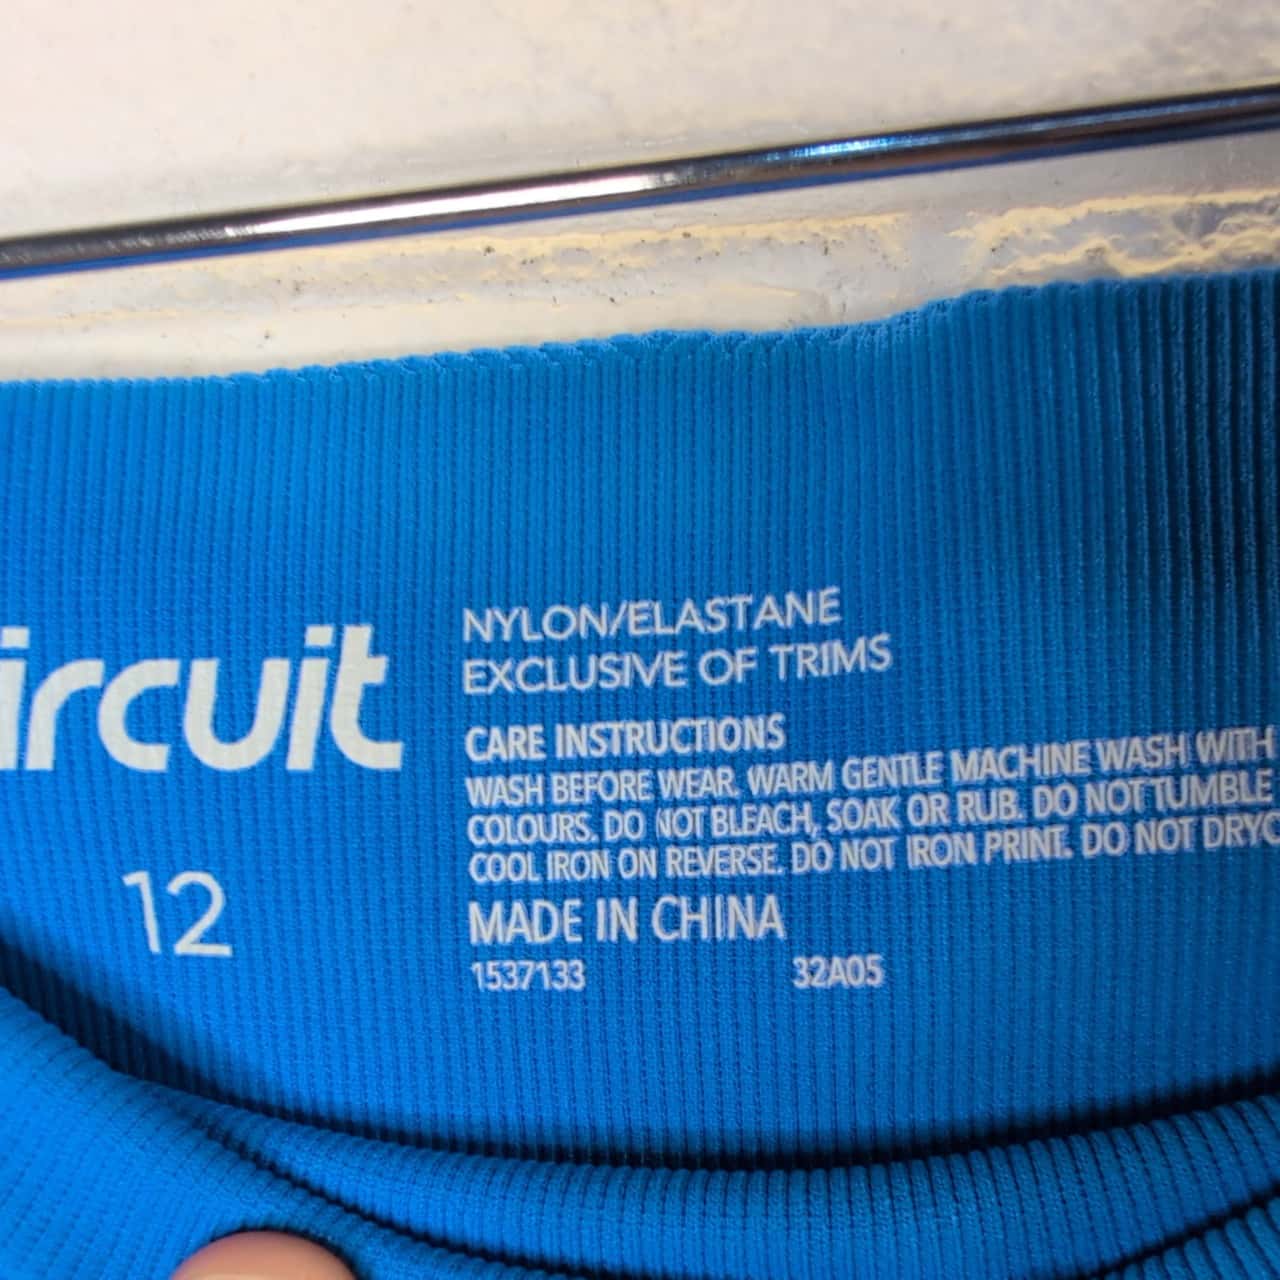 ircuit
12
NYLON/ELASTANE
EXCLUSIVE OF TRIMS
CARE INSTRUCTIONS
WASH BEFORE WEAR. WARM GENTLE MACHINE WASH WITH
COLOURS. DO NOT BLEACH, SOAK OR RUB. DO NOT TUMBLE
COOL IRON ON REVERSE. DO NOT IRON PRINT. DO NOT DRYC
MADE IN CHINA
1537133 32A05